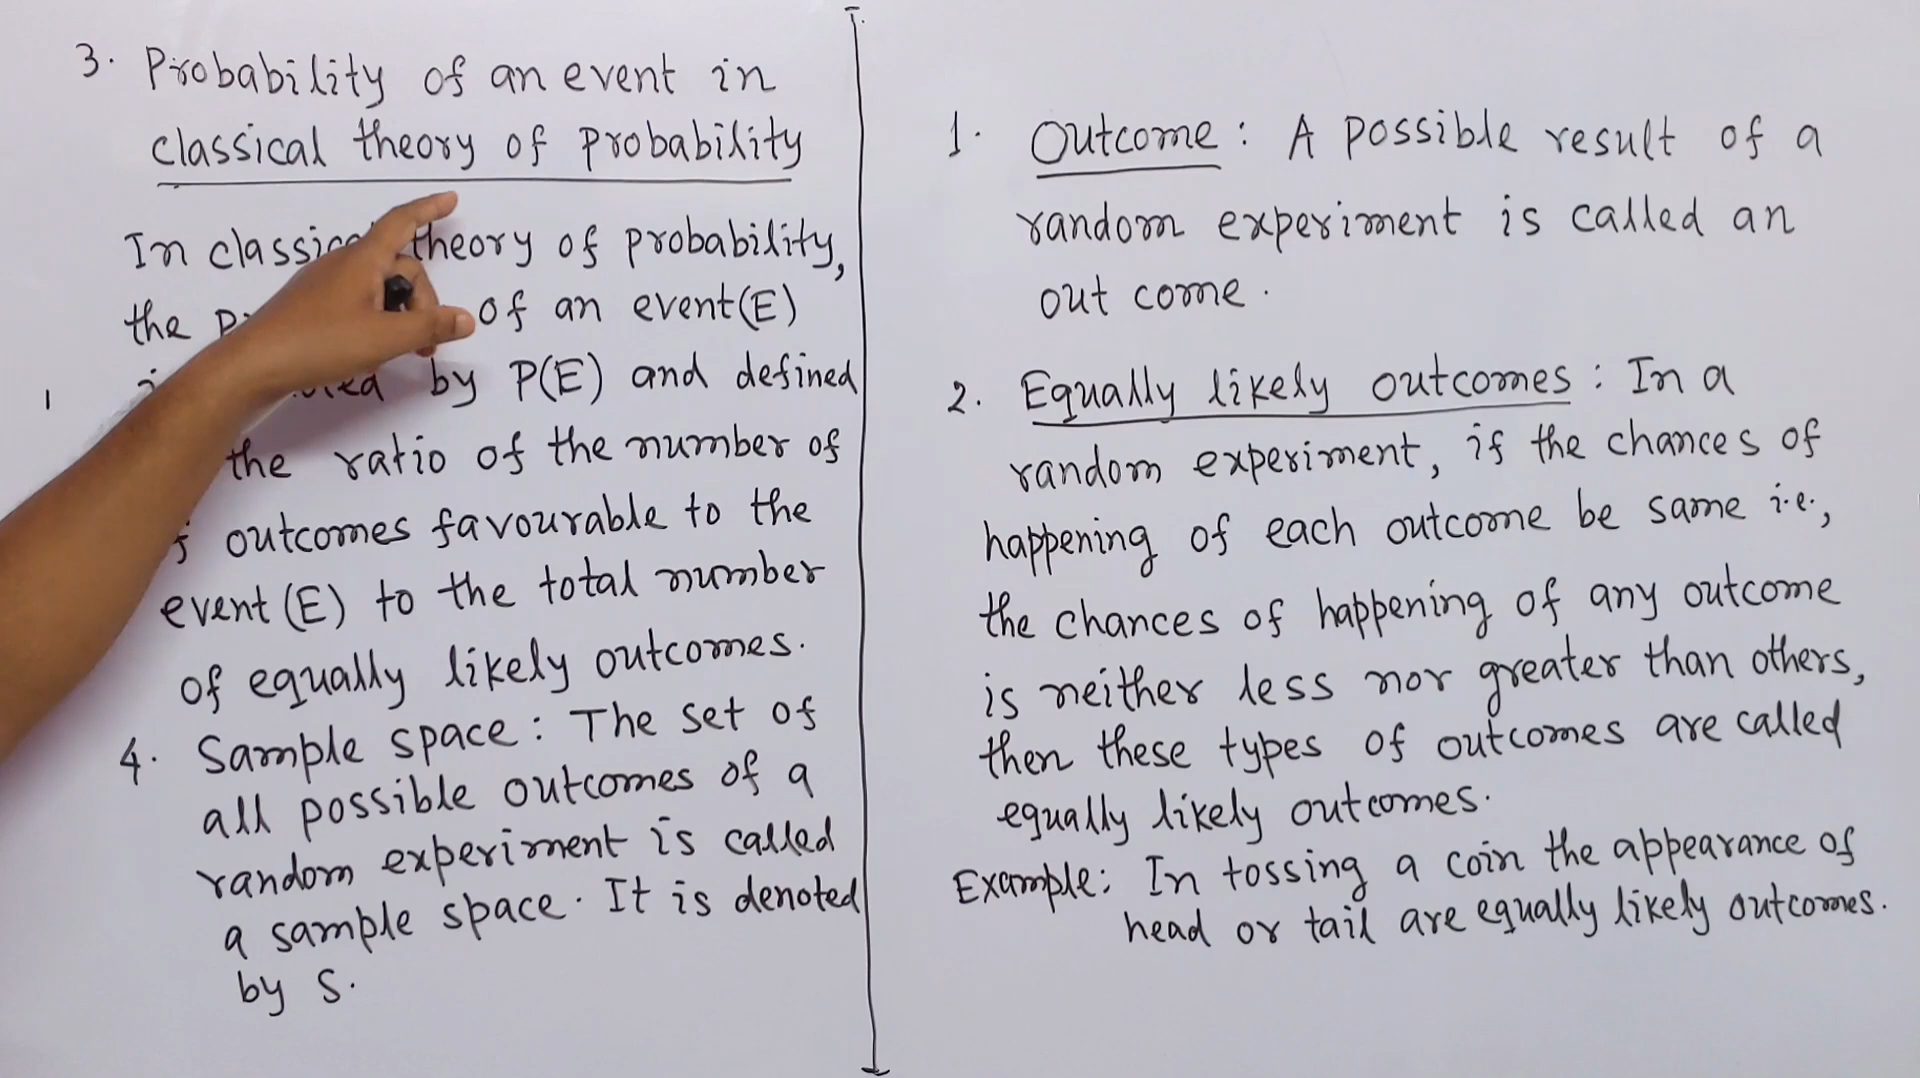 3. Probability of an event in
classical theory of probability
In theory of probability,
the of an event(E)
by P(E) and defined
the ratio of the number of
outcomes favourable to the
event (E) to the total number
of equally likely outcomes.
4. Sample space: The set of
all possible outcomes of a
random experiment is called
a sample space. It is denoted
by S.
1. Outcome: A possible result of a
random experiment is called an
out come.
2. Equally likely outcomes: In a
random experiment, if the chances of
happening of each outcome be same i.e.,
the chances of happening of any outcome
is neither less nor greater than others,
then these types of outcomes are called
equally likely outcomes.
Example: In tossing a coin the appearance of
head or tail are equally likely outcomes.